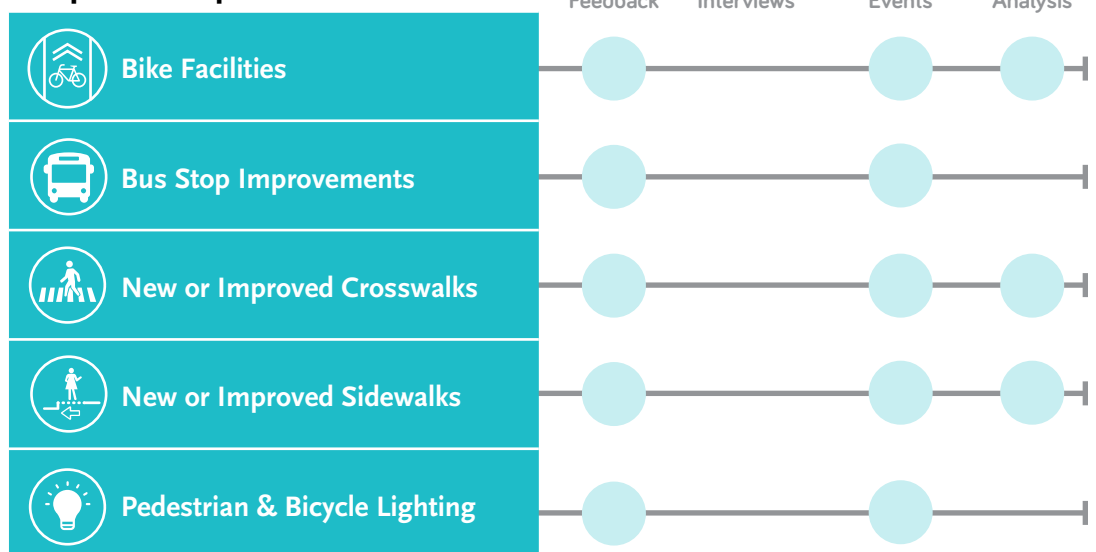 Feedback Interviews Events Analysis
Bike Facilities
Bus Stop Improvements
New or Improved Crosswalks
New or Improved Sidewalks
Pedestrian & Bicycle Lighting